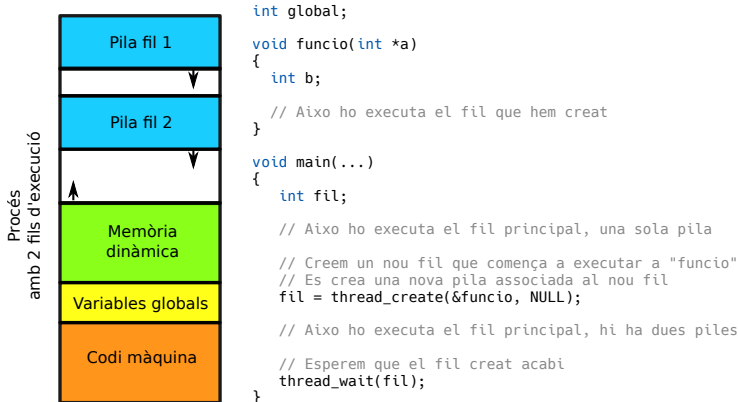 Procés
amb 2 fils d'execució
Pila fil 1
Pila fil 2
Memòria
dinàmica
Variables globals
Codi màquina
int global;
void funcio(int *a)
{
int b;
// Aixo ho executa el fil que hem creat
}
void main(...)
{
int fil;
// Aixo ho executa el fil principal, una sola pila
// Creem un nou fil que comença a executar a "funcio"
// Es crea una nova pila associada al nou fil
fil = thread_create(&funcio, NULL);
// Aixo ho executa el fil principal, hi ha dues piles
// Esperem que el fil creat acabi
thread_wait(fil);
}